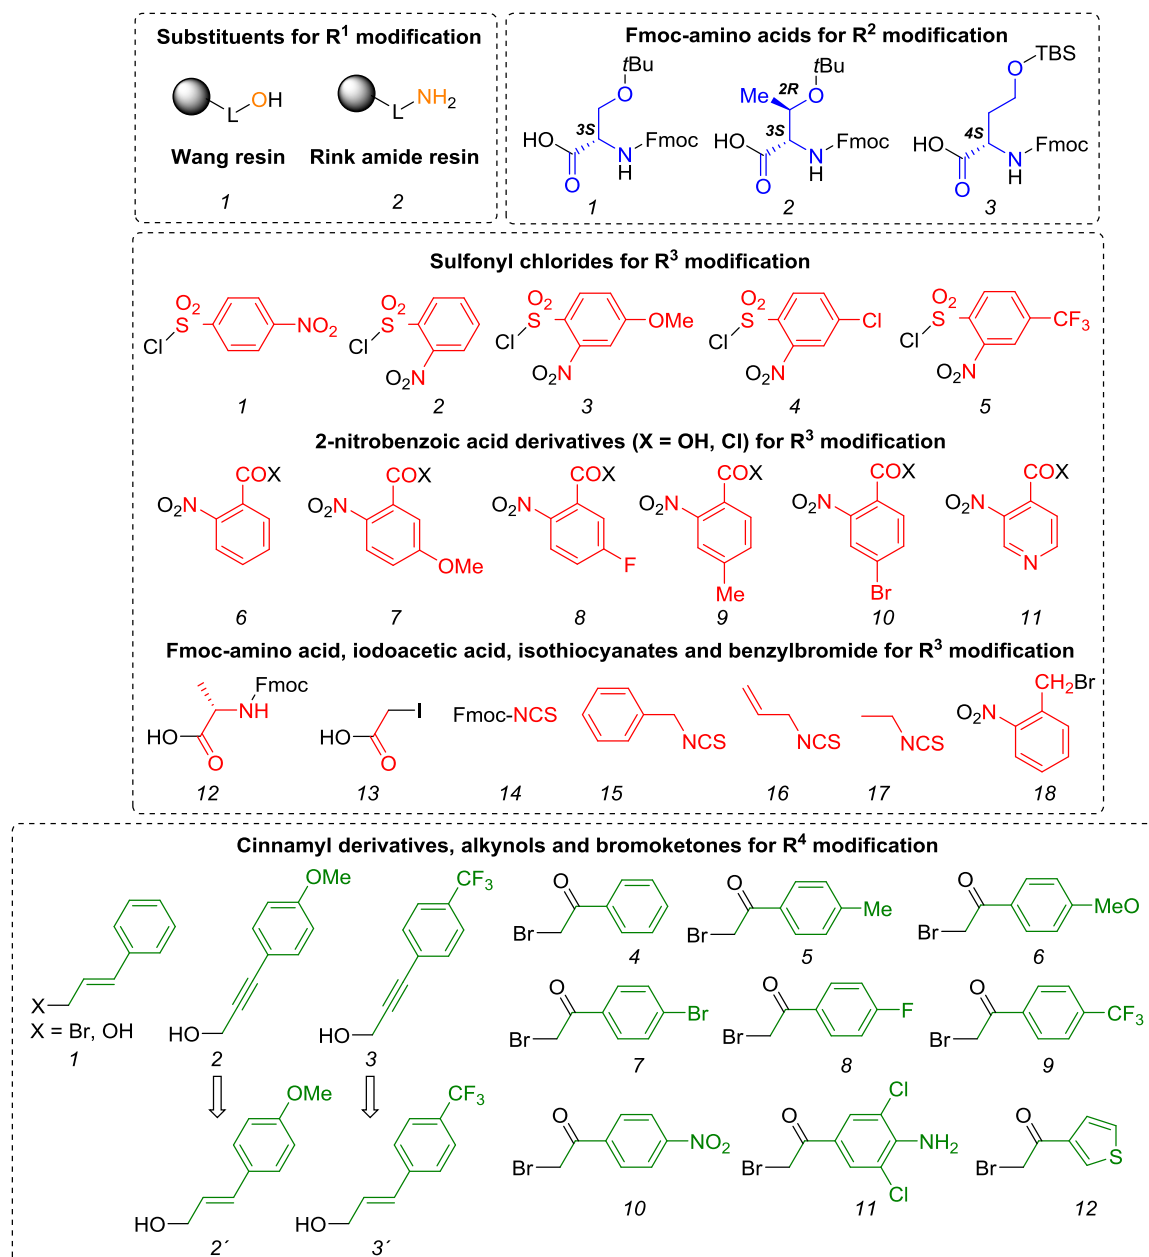 Substituents for R¹ modification
L OH
L NH₂
Wang resin Rink amide resin
1 2
Fmoc-amino acids for R² modification
tBu tBu OTBS
O Me 2R O
HO 3S Fmoc HO 3S Fmoc HO 4S Fmoc
O N H O N H O N H
1 2 3
Sulfonyl chlorides for R³ modification
O₂ S Cl NO₂
O₂ S Cl O₂N
O₂ S Cl O₂N OMe
O₂ S Cl O₂N Cl
O₂ S Cl O₂N CF₃
1 2 3 4 5
2-nitrobenzoic acid derivatives (X = OH, Cl) for R³ modification
COX COX COX COX COX COX
O₂N O₂N O₂N O₂N O₂N O₂N
OMe F Me Br N
6 7 8 9 10 11
Fmoc-amino acid, iodoacetic acid, isothiocyanates and benzylbromide for R³ modification
Fmoc NH HO O
I HO O
Fmoc-NCS
NCS
NCS
NCS
CH₂Br O₂N
12 13 14 15 16 17 18
Cinnamyl derivatives, alkynols and bromoketones for R⁴ modification
OMe CF₃
X HO HO
X = Br, OH
1 2 3
O Br
O Br Me
O Br MeO
4 5 6
O Br Br
O Br F
O Br CF₃
7 8 9
OMe CF₃
HO HO
2´ 3´
O Br NO₂
O Br Cl NH₂ Cl
O Br S
10 11 12